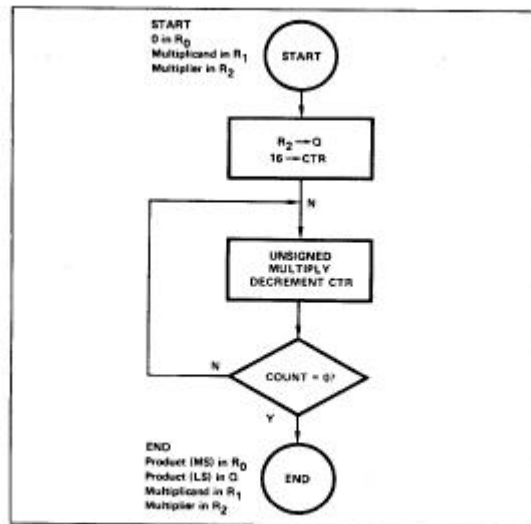 START
0 in R0
Multiplicand in R1
Multiplier in R2
START
R2→Q
16→CTR
N
UNSIGNED
MULTIPLY
DECREMENT CTR
N
COUNT = 0?
Y
END
Product (MS) in R0
Product (LS) in Q
Multiplicand in R1
Multiplier in R2
END